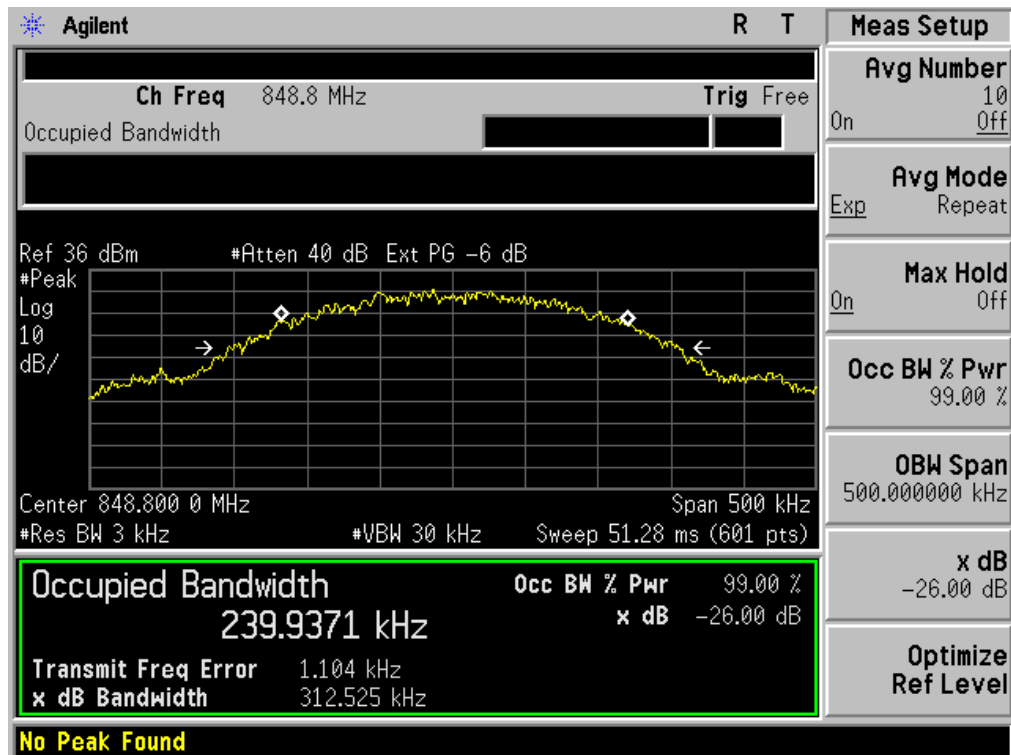 Agilent R T
Ch Freq 848.8 MHz Trig Free
Occupied Bandwidth
Ref 36 dBm #Atten 40 dB Ext PG -6 dB
#Peak
Log
10
dB/
Center 848.800 0 MHz Span 500 kHz
#Res BW 3 kHz #VBW 30 kHz Sweep 51.28 ms (601 pts)
Occupied Bandwidth Occ BW % Pwr 99.00 %
239.9371 kHz x dB -26.00 dB
Transmit Freq Error 1.104 kHz
x dB Bandwidth 312.525 kHz
No Peak Found
Meas Setup
Avg Number
10
On Off
Avg Mode
Exp Repeat
Max Hold
On Off
Occ BW % Pwr
99.00 %
OBW Span
500.000000 kHz
x dB
-26.00 dB
Optimize
Ref Level